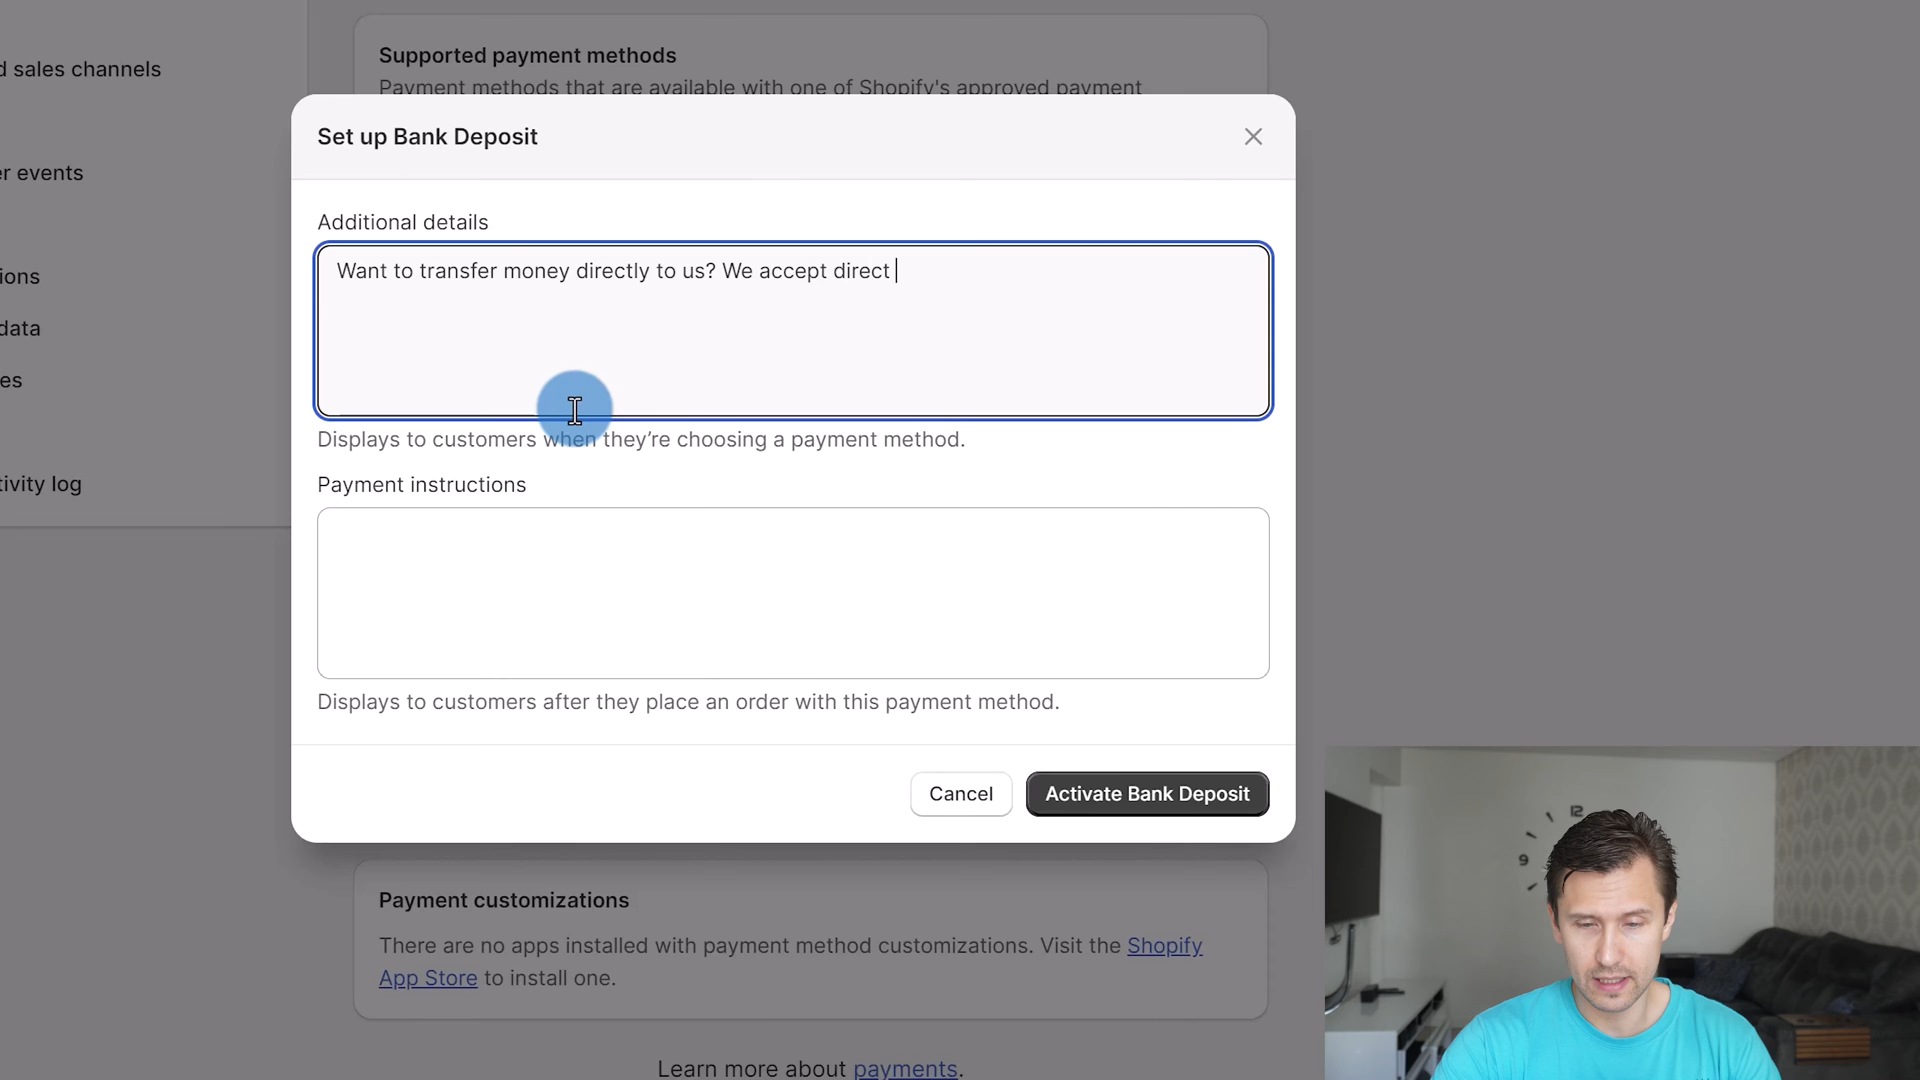 Supported payment methods
d sales channels
Payment methods that are available with one of Shopify's approved payment
Set up Bank Deposit
er events
Additional details
Want to transfer money directly to us? We accept direct
ions
data
es
Displays to customers when they’re choosing a payment method.
Payment instructions
tivity log
Displays to customers after they place an order with this payment method.
Cancel
Activate Bank Deposit
12
9
Payment customizations
There are no apps installed with payment method customizations. Visit the Shopify
App Store to install one.
Learn more about payments.